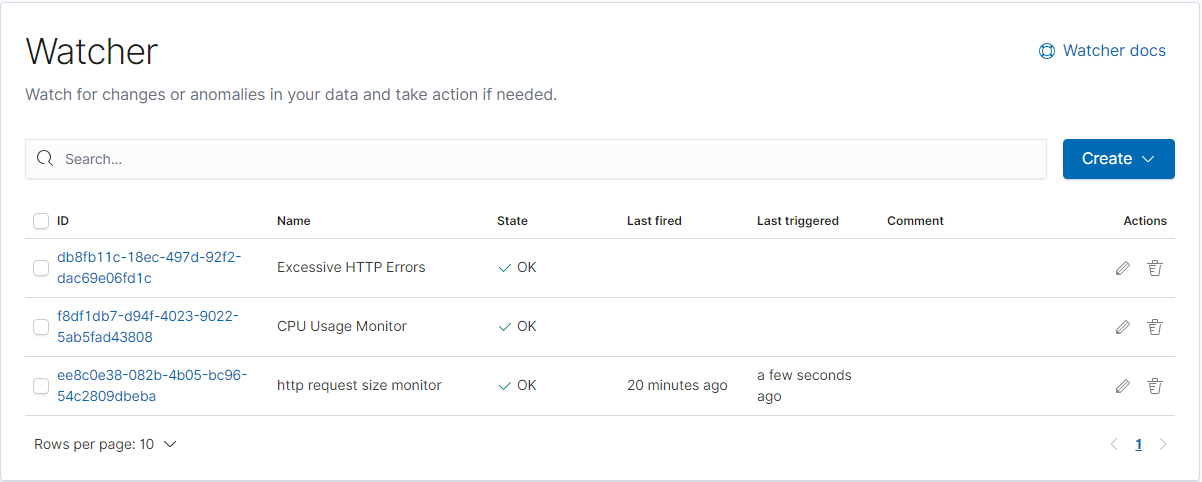 Watcher
Watcher docs
Watch for changes or anomalies in your data and take action if needed.
Search...
Create
ID Name State Last fired Last triggered Comment Actions
db8fb11c-18ec-497d-92f2-
dac69e06fd1c
Excessive HTTP Errors
OK
f8df1db7-d94f-4023-9022-
5ab5fad43808
CPU Usage Monitor
OK
ee8c0e38-082b-4b05-bc96-
54c2809dbeba
http request size monitor
OK
20 minutes ago
a few seconds
ago
Rows per page: 10
1